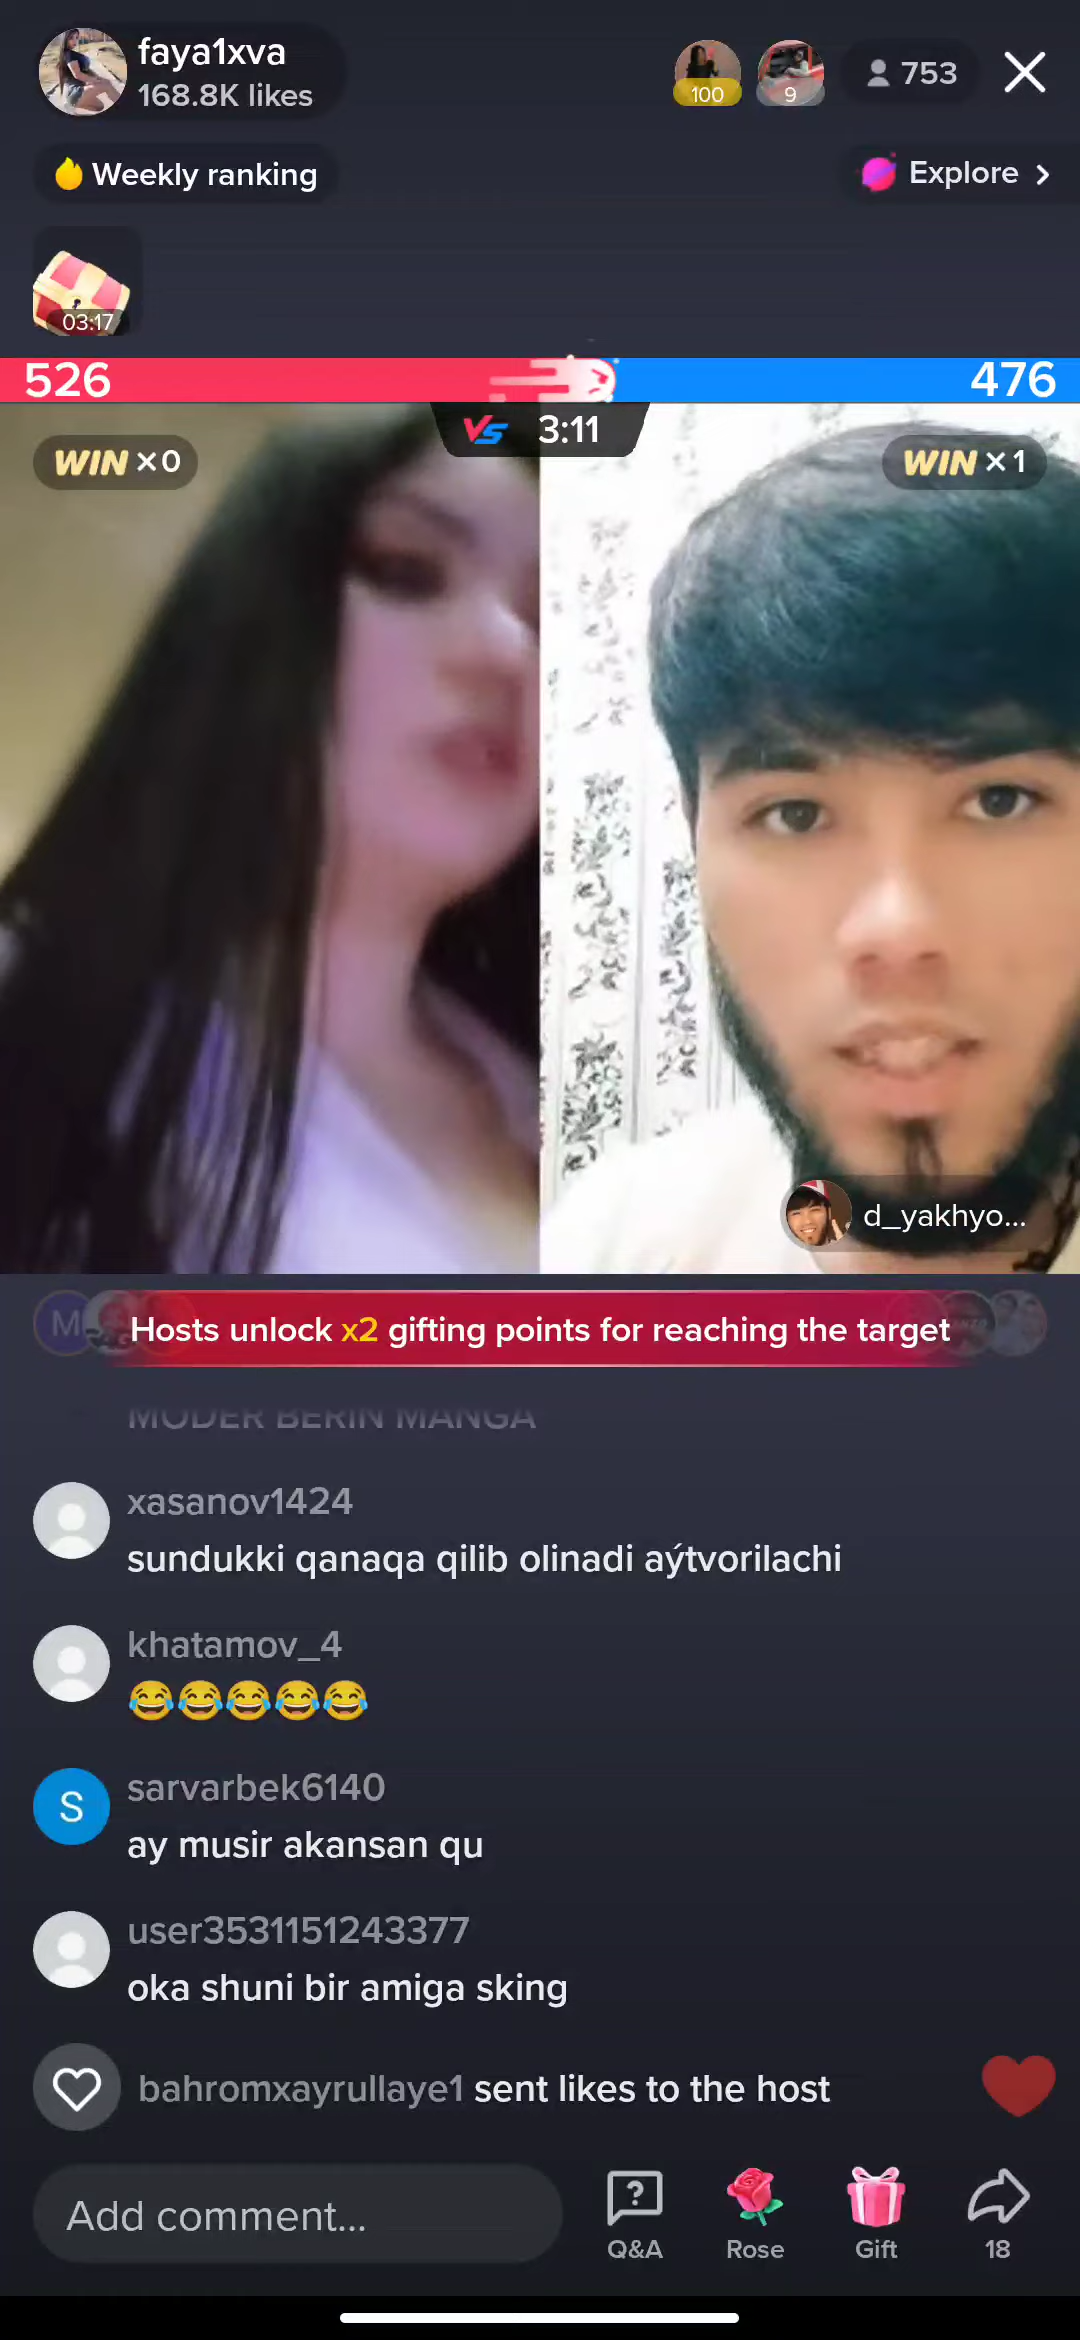 faya1xva
168.8K likes
100
9
753
Weekly ranking
Explore
03:17
526
476
VS 3:11
WIN ×0
WIN ×1
d_yakhyo...
M
Hosts unlock x2 gifting points for reaching the target
MODER BERIN MANGA
xasanov1424
sundukki qanaqa qilib olinadi aýtvorilachi
khatamov_4
😂😂😂😂😂
S
sarvarbek6140
ay musir akansan qu
user3531151243377
oka shuni bir amiga sking
bahromxayrullaye1 sent likes to the host
Add comment...
Q&A
Rose
Gift
18